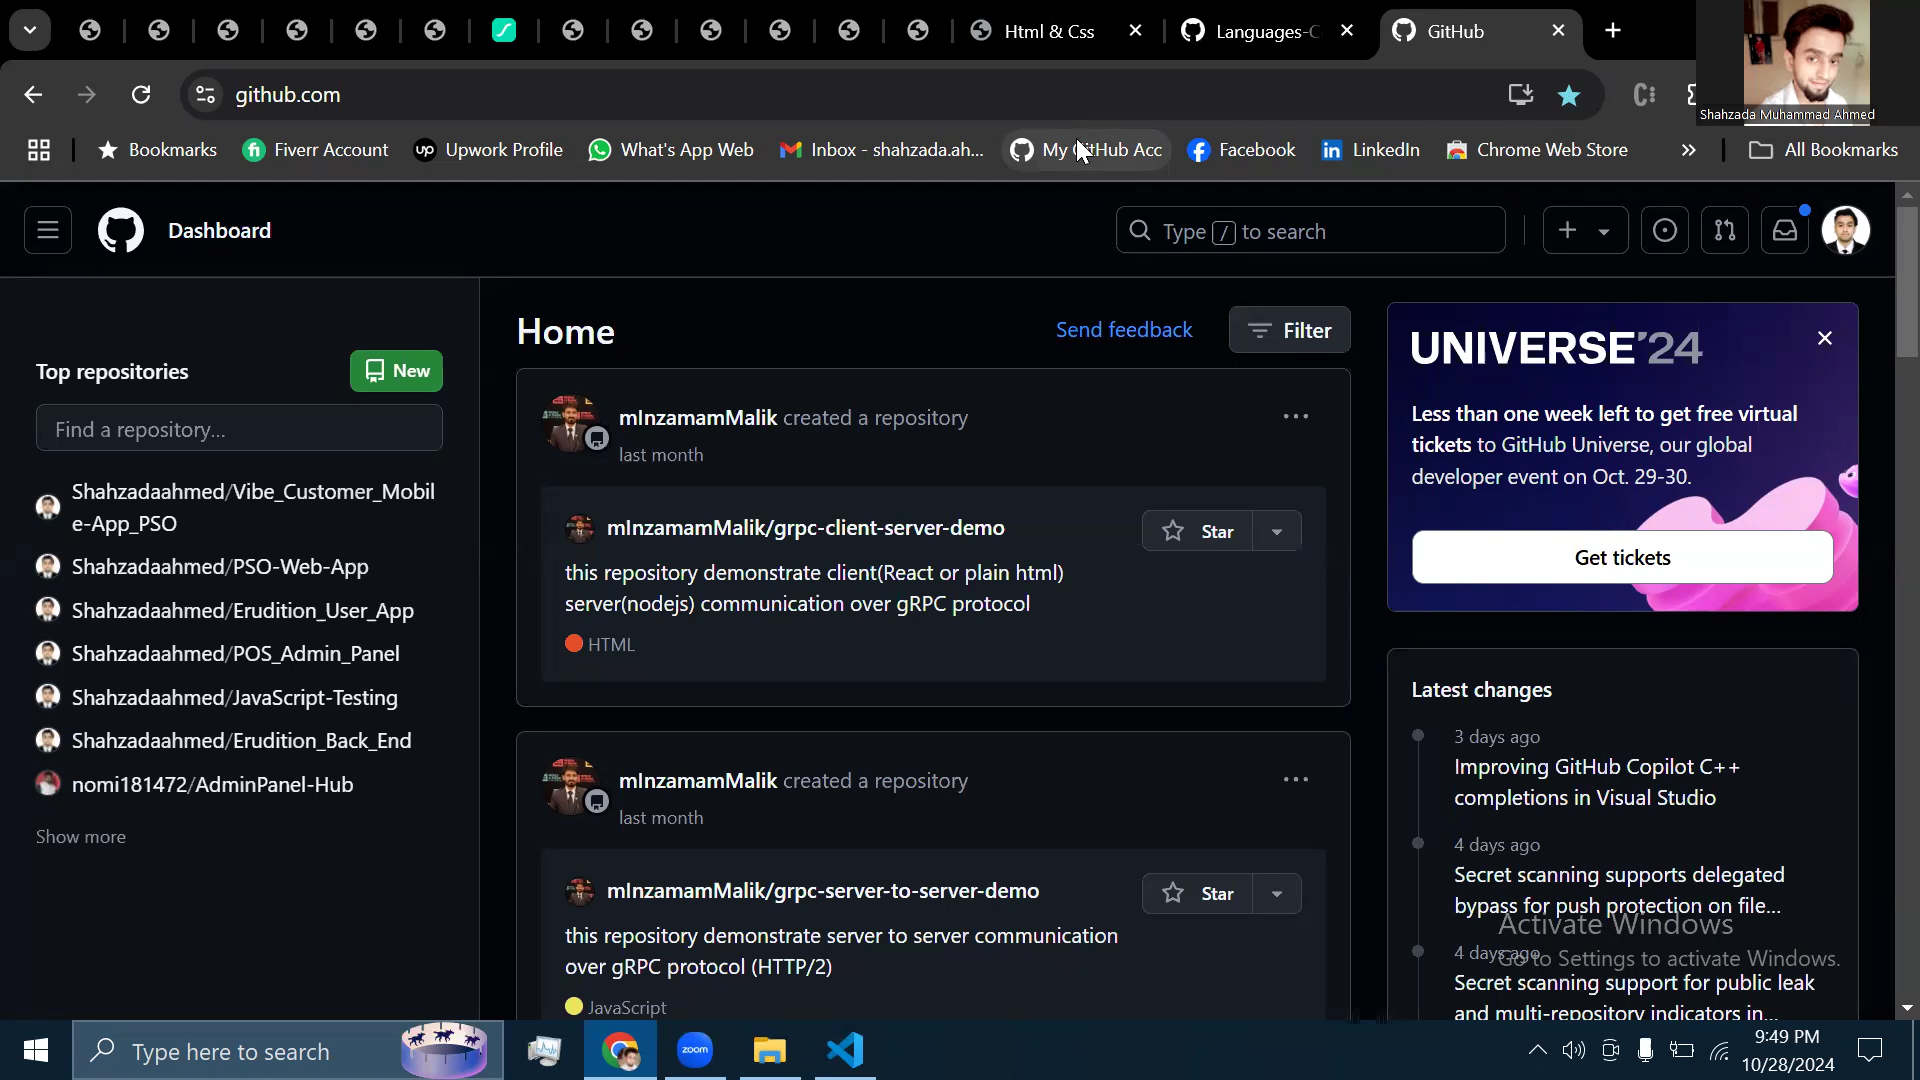 Html & Css
Languages-C
GitHub
github.com
Shahzada Muhammad Ahmed
Bookmarks
Fiverr Account
up Upwork Profile
What's App Web
Inbox - shahzada.ah...
My GitHub Acc
Facebook
LinkedIn
Chrome Web Store
»
All Bookmarks
Dashboard
Type / to search
Top repositories
New
Find a repository...
Shahzadaahmed/Vibe_Customer_Mobil
e-App_PSO
Shahzadaahmed/PSO-Web-App
Shahzadaahmed/Erudition_User_App
Shahzadaahmed/POS_Admin_Panel
Shahzadaahmed/JavaScript-Testing
Shahzadaahmed/Erudition_Back_End
nomi181472/AdminPanel-Hub
Show more
Home
Send feedback
Filter
mInzamamMalik created a repository
last month
mInzamamMalik/grpc-client-server-demo
Star
this repository demonstrate client(React or plain html)
server(nodejs) communication over gRPC protocol
HTML
mInzamamMalik created a repository
last month
mInzamamMalik/grpc-server-to-server-demo
Star
this repository demonstrate server to server communication
over gRPC protocol (HTTP/2)
JavaScript
UNIVERSE'24
Less than one week left to get free virtual
tickets to GitHub Universe, our global
developer event on Oct. 29-30.
Get tickets
Latest changes
3 days ago
Improving GitHub Copilot C++
completions in Visual Studio
4 days ago
Secret scanning supports delegated
bypass for push protection on file...
4 days ago
Secret scanning support for public leak
and multi-repository indicators in...
Activate Windows
Go to Settings to activate Windows.
Type here to search
zoom
9:49 PM
10/28/2024